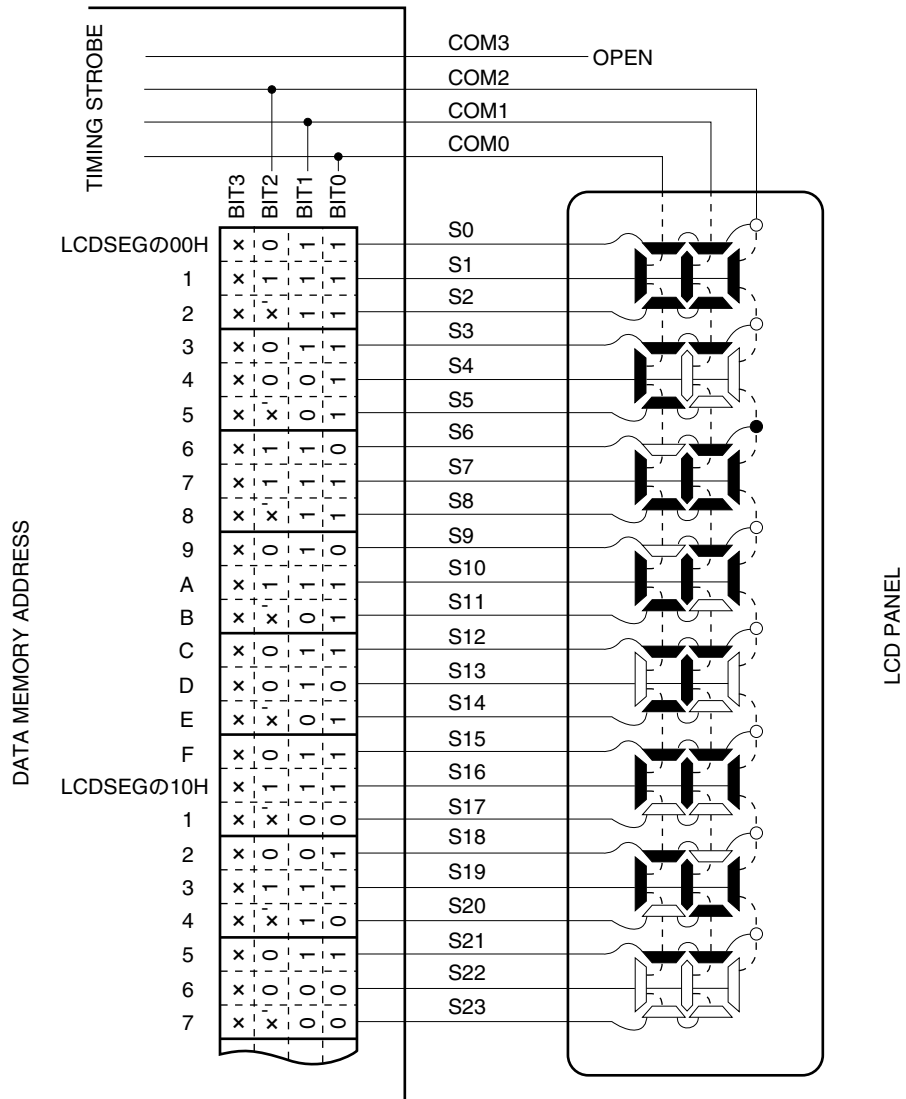 TIMING STROBE
COM3
OPEN
COM2
COM1
COM0
BIT3 BIT2 BIT1 BIT0
LCDSEGの00H × 0 1 1 S0
1 × 1 1 1 S1
2 × × 1 1 S2
3 × 0 1 1 S3
4 × 0 0 1 S4
5 × × 0 1 S5
6 × 1 1 0 S6
7 × 1 1 1 S7
8 × × 1 1 S8
9 × 0 1 0 S9
A × 1 1 1 S10
B × × 0 1 S11
C × 0 1 1 S12
D × 0 1 0 S13
E × × 0 1 S14
F × 0 1 1 S15
LCDSEGの10H × 1 1 1 S16
1 × × 0 0 S17
2 × 0 0 1 S18
3 × 1 1 1 S19
4 × × 1 0 S20
5 × 0 1 1 S21
6 × 0 0 0 S22
7 × × 0 0 S23
DATA MEMORY ADDRESS
LCD PANEL